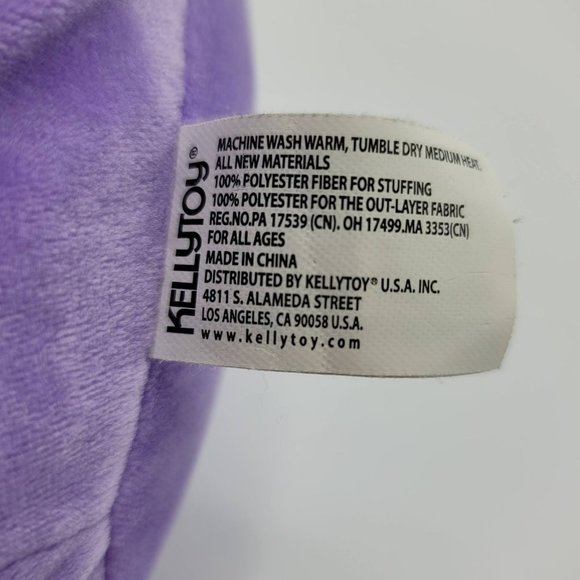 KELLYTOY®
MACHINE WASH WARM, TUMBLE DRY MEDIUM HEAT.
ALL NEW MATERIALS
100% POLYESTER FIBER FOR STUFFING
100% POLYESTER FOR THE OUT-LAYER FABRIC
REG.NO.PA 17539 (CN). OH 17499.MA 3353(CN)
FOR ALL AGES
MADE IN CHINA
DISTRIBUTED BY KELLYTOY® U.S.A. INC.
4811 S. ALAMEDA STREET
LOS ANGELES, CA 90058 U.S.A.
www.kellytoy.com